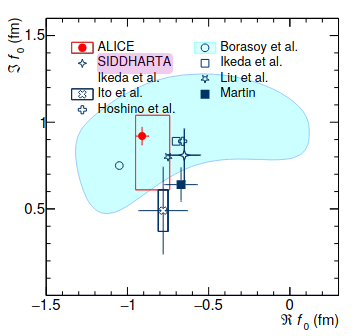 ℑ f₀ (fm)
1.5
1
0.5
ALICE
SIDDHARTA
Ikeda et al.
Ito et al.
Hoshino et al.
Borasoy et al.
Ikeda et al.
Liu et al.
Martin
−1.5 −1 −0.5 0
ℜ f₀ (fm)